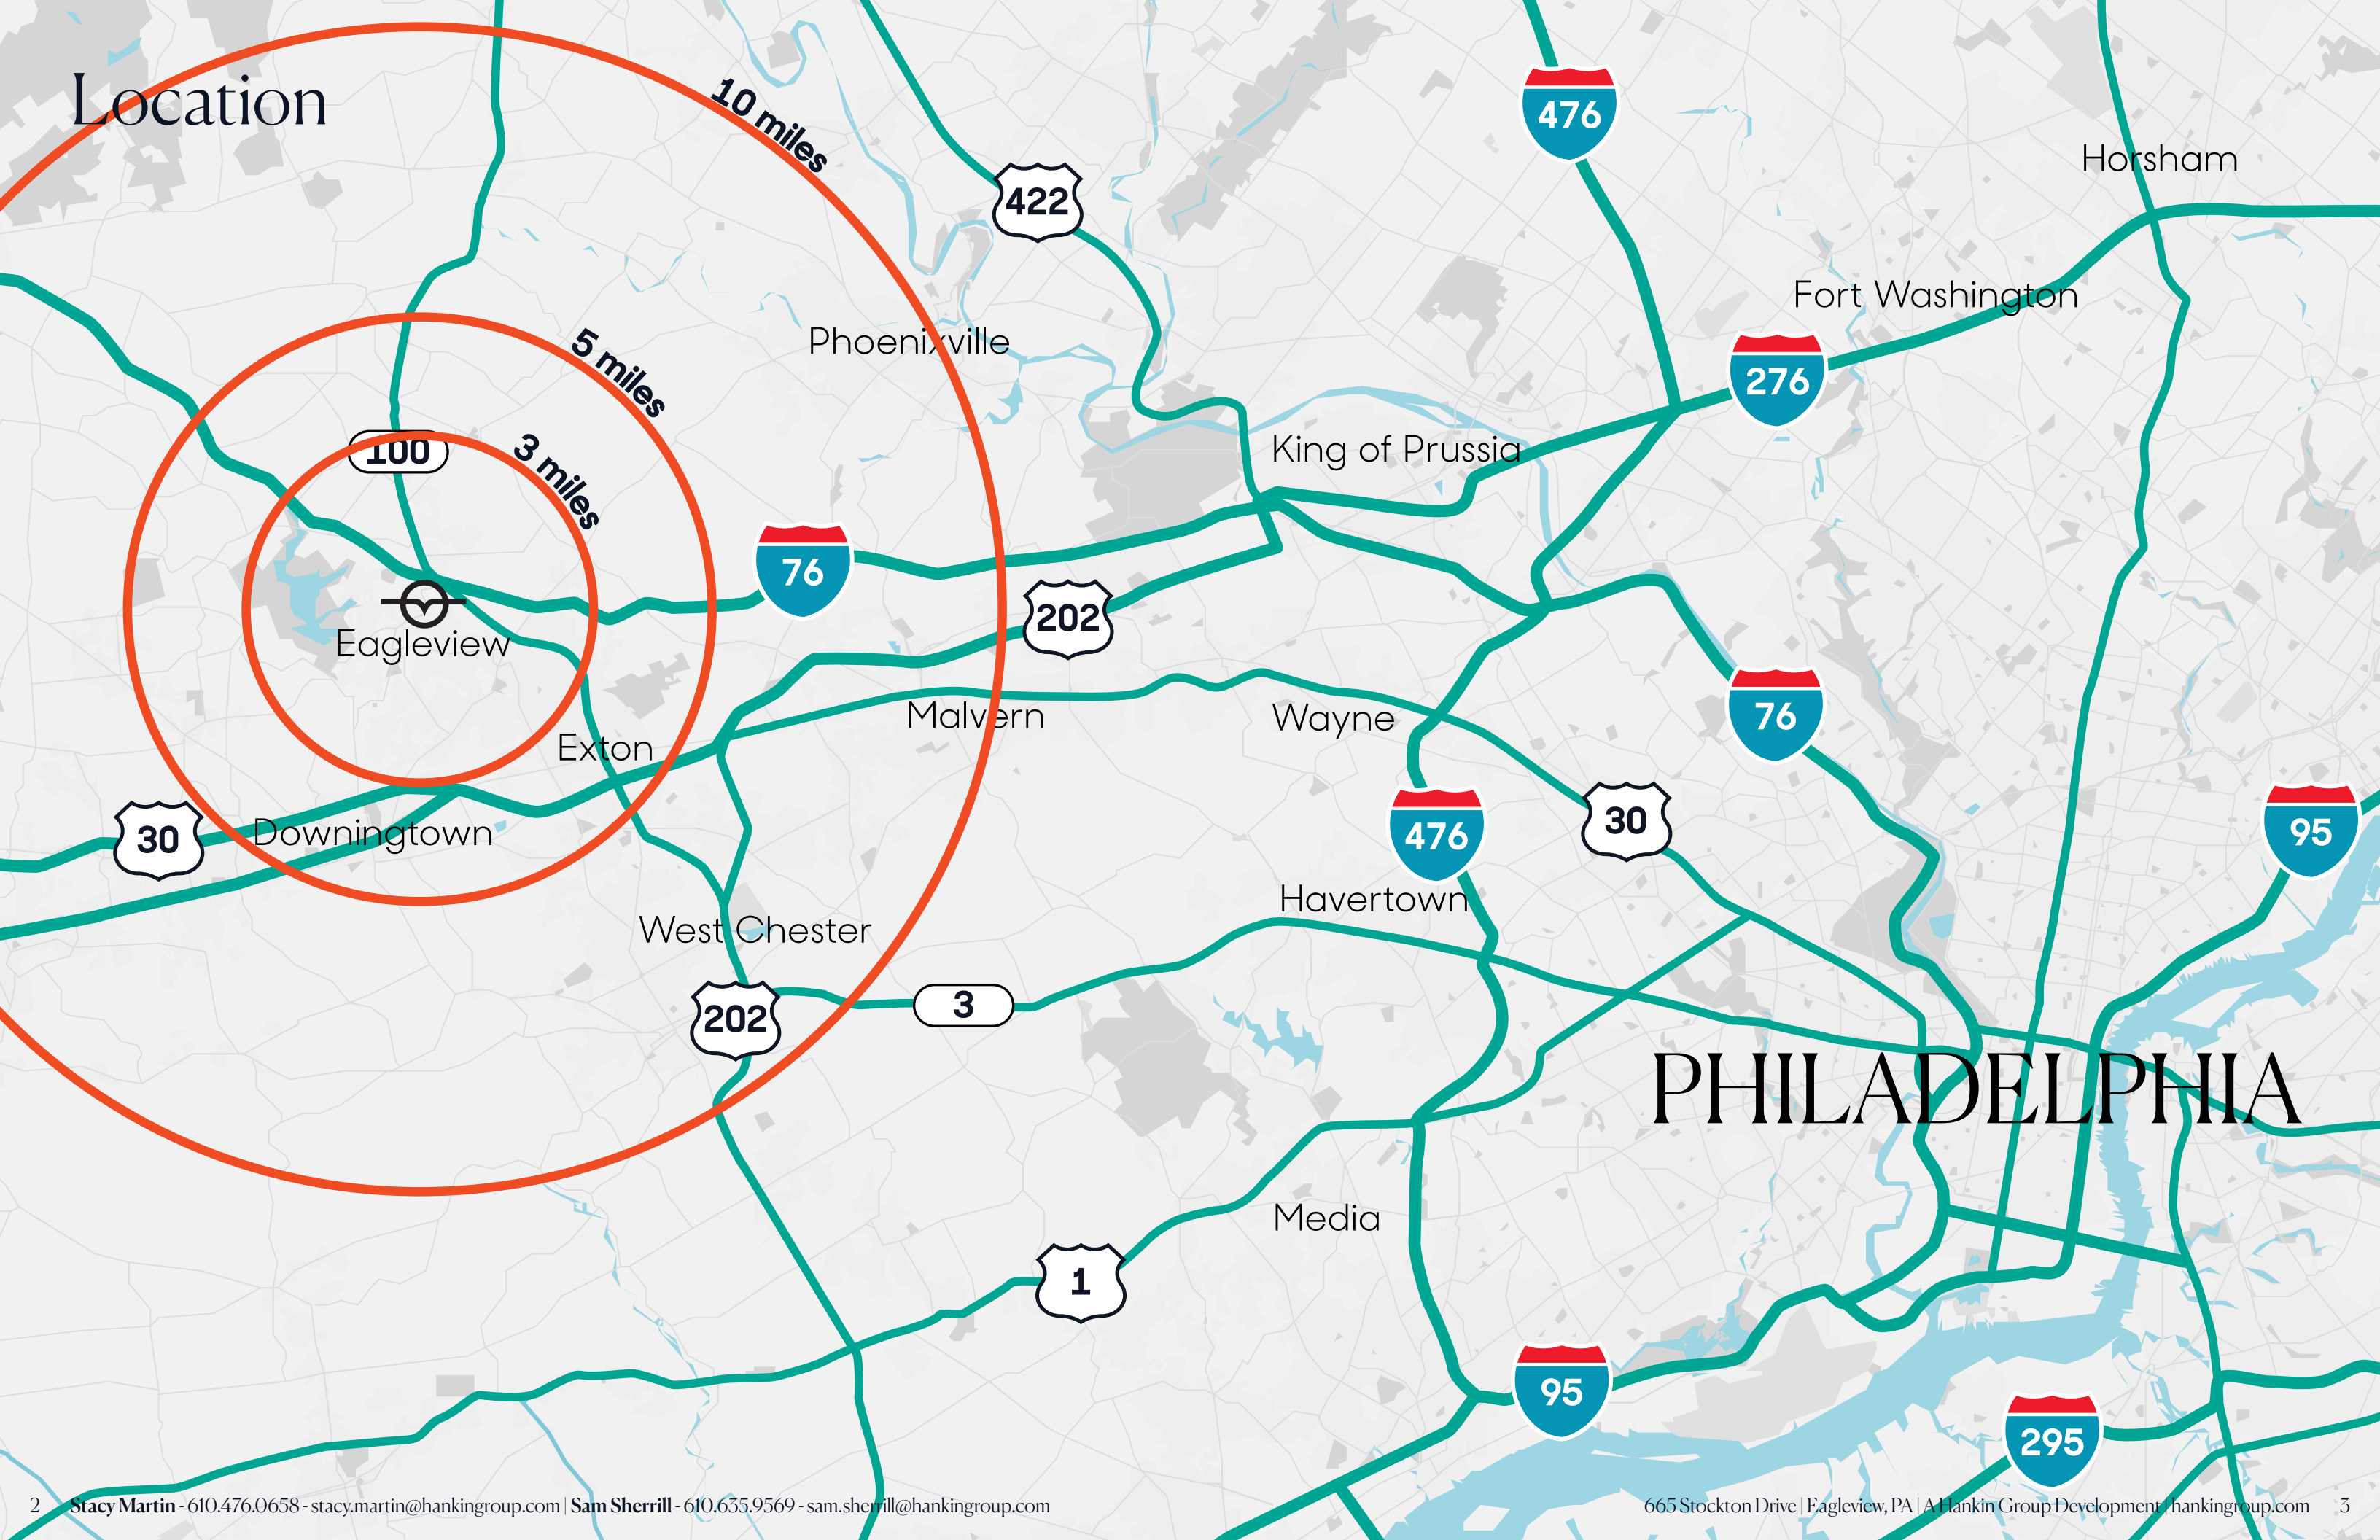 Location
10 miles
476
422
Horsham
Fort Washington
5 miles
Phoenixville
276
100
3 miles
King of Prussia
76
202
Eagleview
Malvern
Wayne
76
Exton
30
Downingtown
476
30
95
Havertown
West Chester
202
3
PHILADELPHIA
Media
1
95
295
2 Stacy Martin - 610.476.0658 - stacy.martin@hankingroup.com | Sam Sherrill - 610.635.9569 - sam.sherrill@hankingroup.com
665 Stockton Drive | Eagleview, PA | A Hankin Group Development | hankingroup.com 3